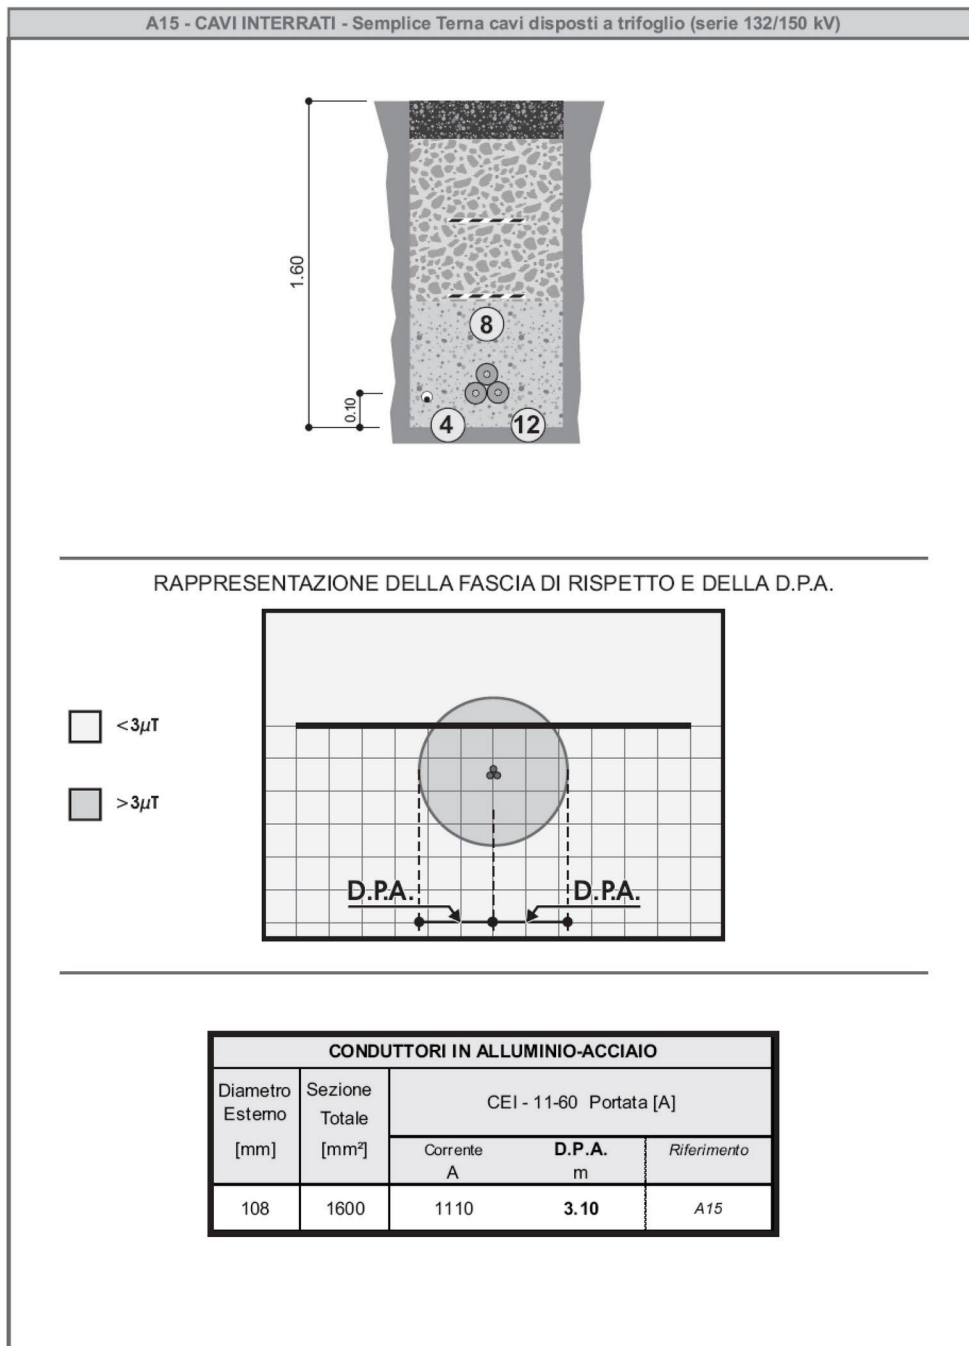 A15 - CAVI INTERRATI - Semplice Terna cavi disposti a trifoglio (serie 132/150 kV)
1.60
0.10
8
4
12
RAPPRESENTAZIONE DELLA FASCIA DI RISPETTO E DELLA D.P.A.
<3µT
>3µT
D.P.A.
D.P.A.
CONDUTTORI IN ALLUMINIO-ACCIAIO
Diametro Esterno [mm]
Sezione Totale [mm²]
CEI - 11-60 Portata [A]
Corrente A
D.P.A. m
Riferimento
108 1600 1110 3.10 A15